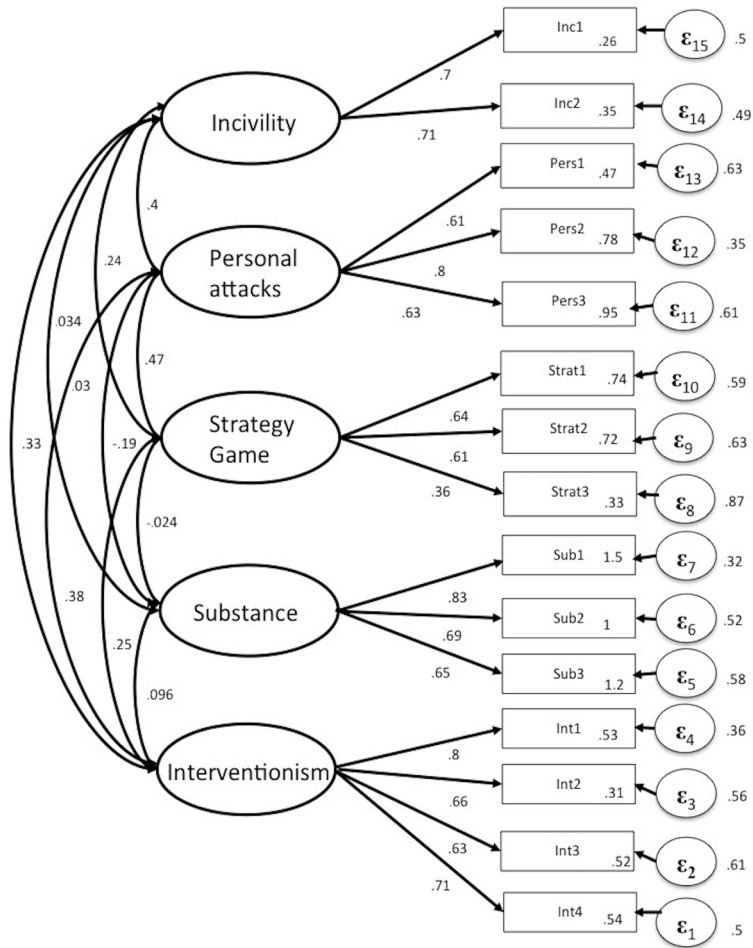 Inc1
.26
ε15
.5
.7
Incivility
Inc2
.35
ε14
.49
.71
Pers1
.47
ε13
.63
.4
.61
Pers2
.78
ε12
.35
Personal
attacks
.24
.8
Pers3
.95
ε11
.61
.63
.034
.47
Strat1
.74
ε10
.59
.03
.64
Strat2
.72
ε9
.63
Strategy
Game
.33
-.19
.61
Strat3
.33
ε8
.87
.36
-.024
Sub1
1.5
ε7
.32
.83
.38
Substance
Sub2
1
ε6
.52
.69
.25
.65
Sub3
1.2
ε5
.58
.096
Int1
.53
ε4
.36
.8
Interventionism
Int2
.31
ε3
.56
.66
.63
Int3
.52
ε2
.61
.71
Int4
.54
ε1
.5